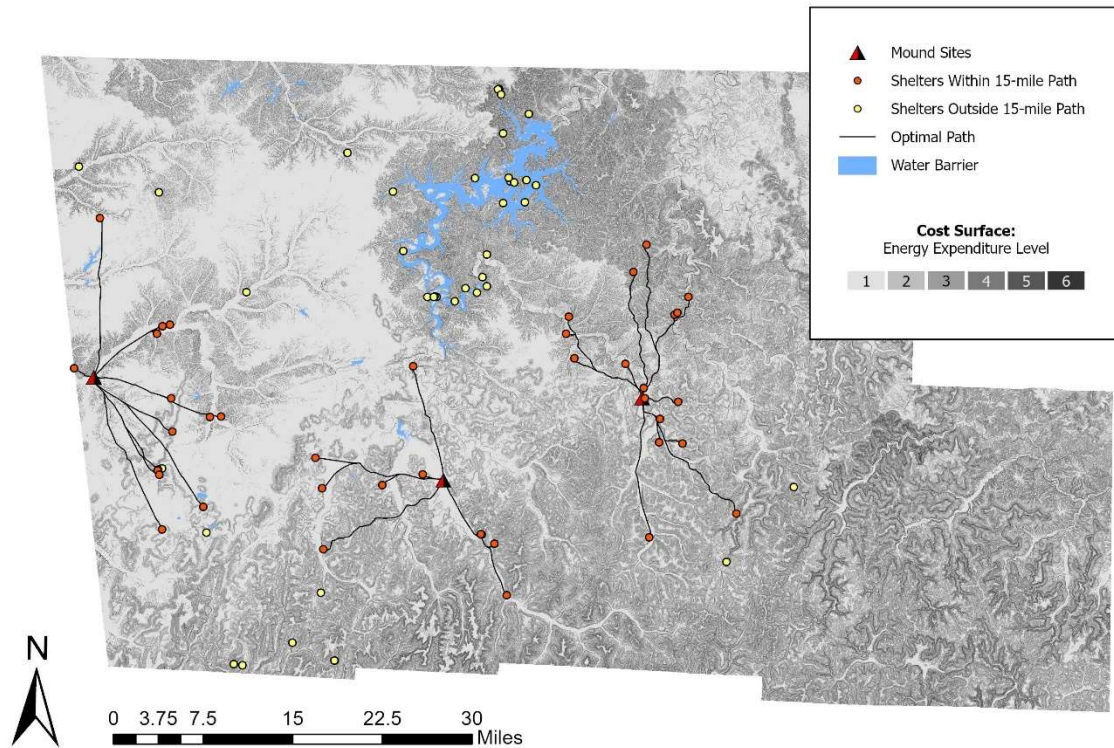 Mound Sites
Shelters Within 15-mile Path
Shelters Outside 15-mile Path
Optimal Path
Water Barrier
Cost Surface:
Energy Expenditure Level
1 2 3 4 5 6
N
0 3.75 7.5 15 22.5 30
Miles